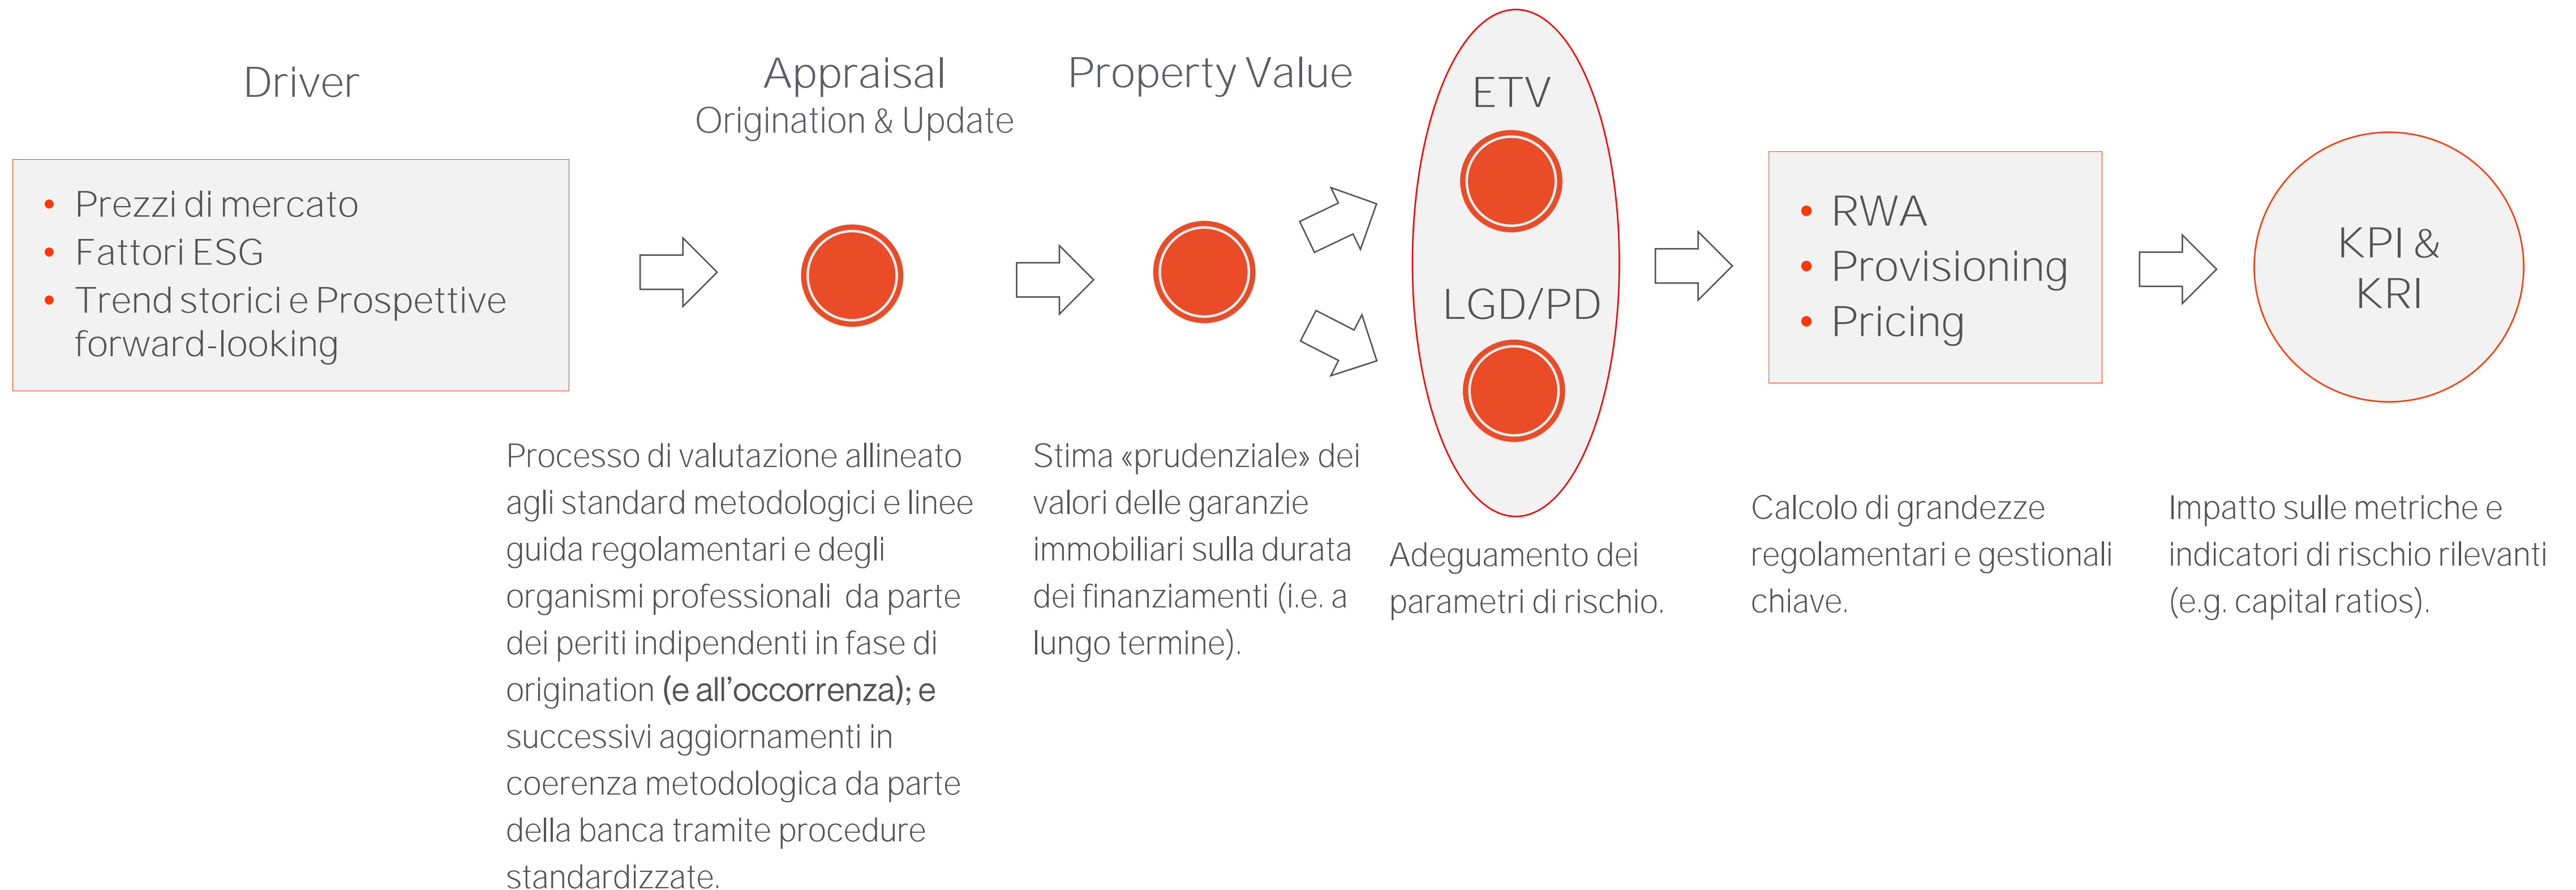 Driver
• Prezzi di mercato
• Fattori ESG
• Trend storici e Prospettive
forward-looking
Appraisal
Origination & Update
Processo di valutazione allineato
agli standard metodologici e linee
guida regolamentari e degli
organismi professionali da parte
dei periti indipendenti in fase di
origination (e all’occorrenza); e
successivi aggiornamenti in
coerenza metodologica da parte
della banca tramite procedure
standardizzate.
Property Value
Stima «prudenziale» dei
valori delle garanzie
immobiliari sulla durata
dei finanziamenti (i.e. a
lungo termine).
ETV
LGD/PD
Adeguamento dei
parametri di rischio.
• RWA
• Provisioning
• Pricing
Calcolo di grandezze
regolamentari e gestionali
chiave.
KPI &
KRI
Impatto sulle metriche e
indicatori di rischio rilevanti
(e.g. capital ratios).